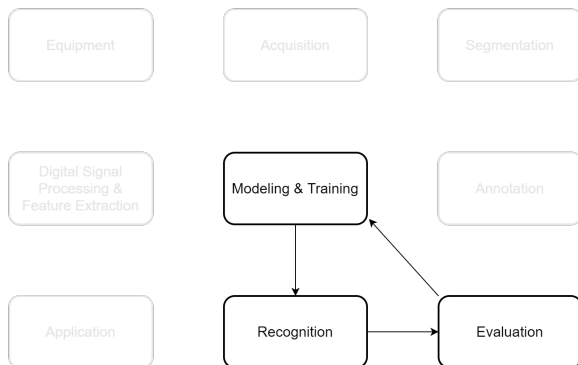 Equipment
Acquisition
Segmentation
Digital Signal
Processing &
Feature Extraction
Modeling & Training
Annotation
Application
Recognition
Evaluation